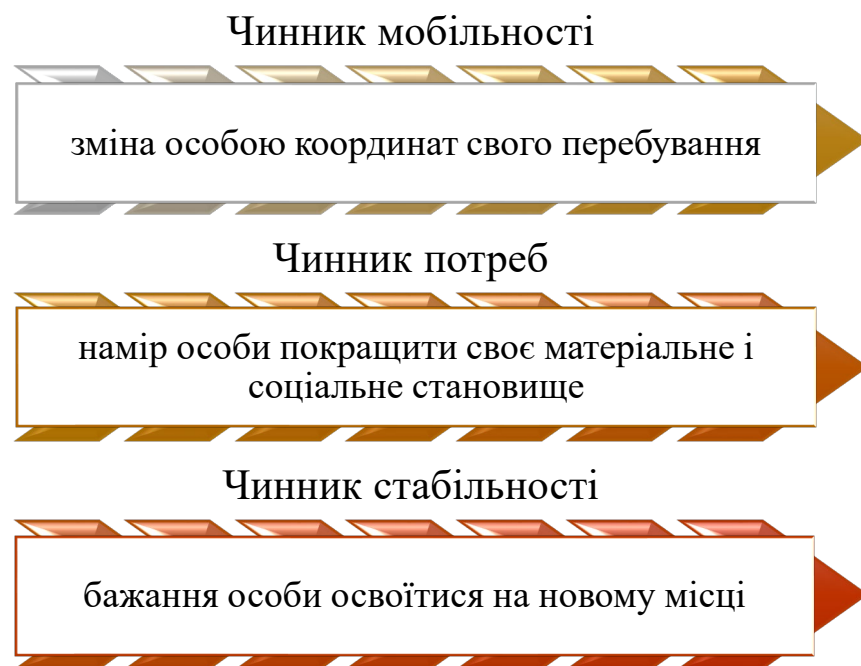 Чинник мобільності
зміна особою координат свого перебування
Чинник потреб
намір особи покращити своє матеріальне і
соціальне становище
Чинник стабільності
бажання особи освоїтися на новому місці